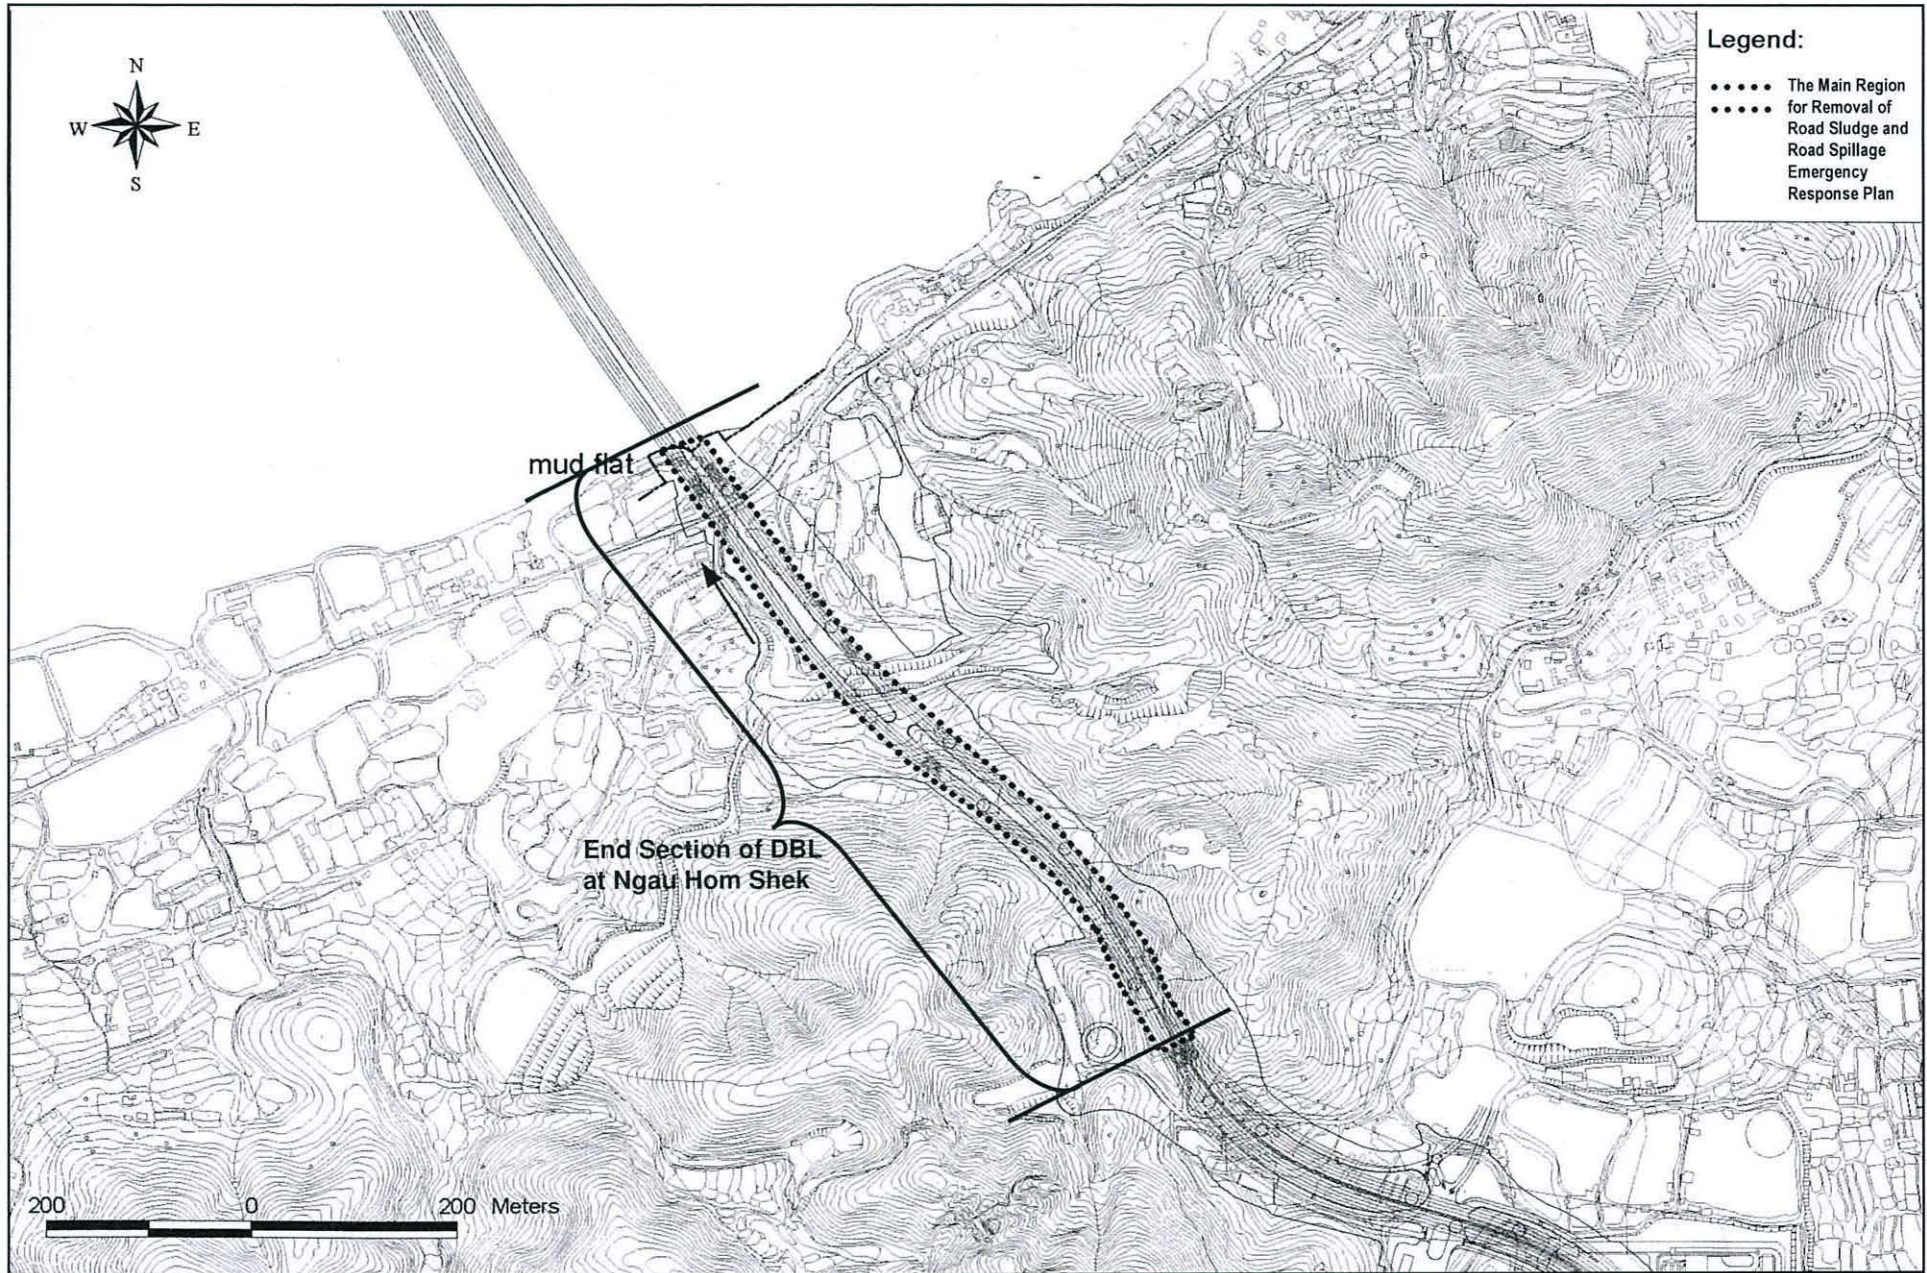 N
W E
S
Legend:
The Main Region
for Removal of
Road Sludge and
Road Spillage
Emergency
Response Plan
mud flat
End Section of DBL
at Ngau Hom Shek
200 0 200 Meters